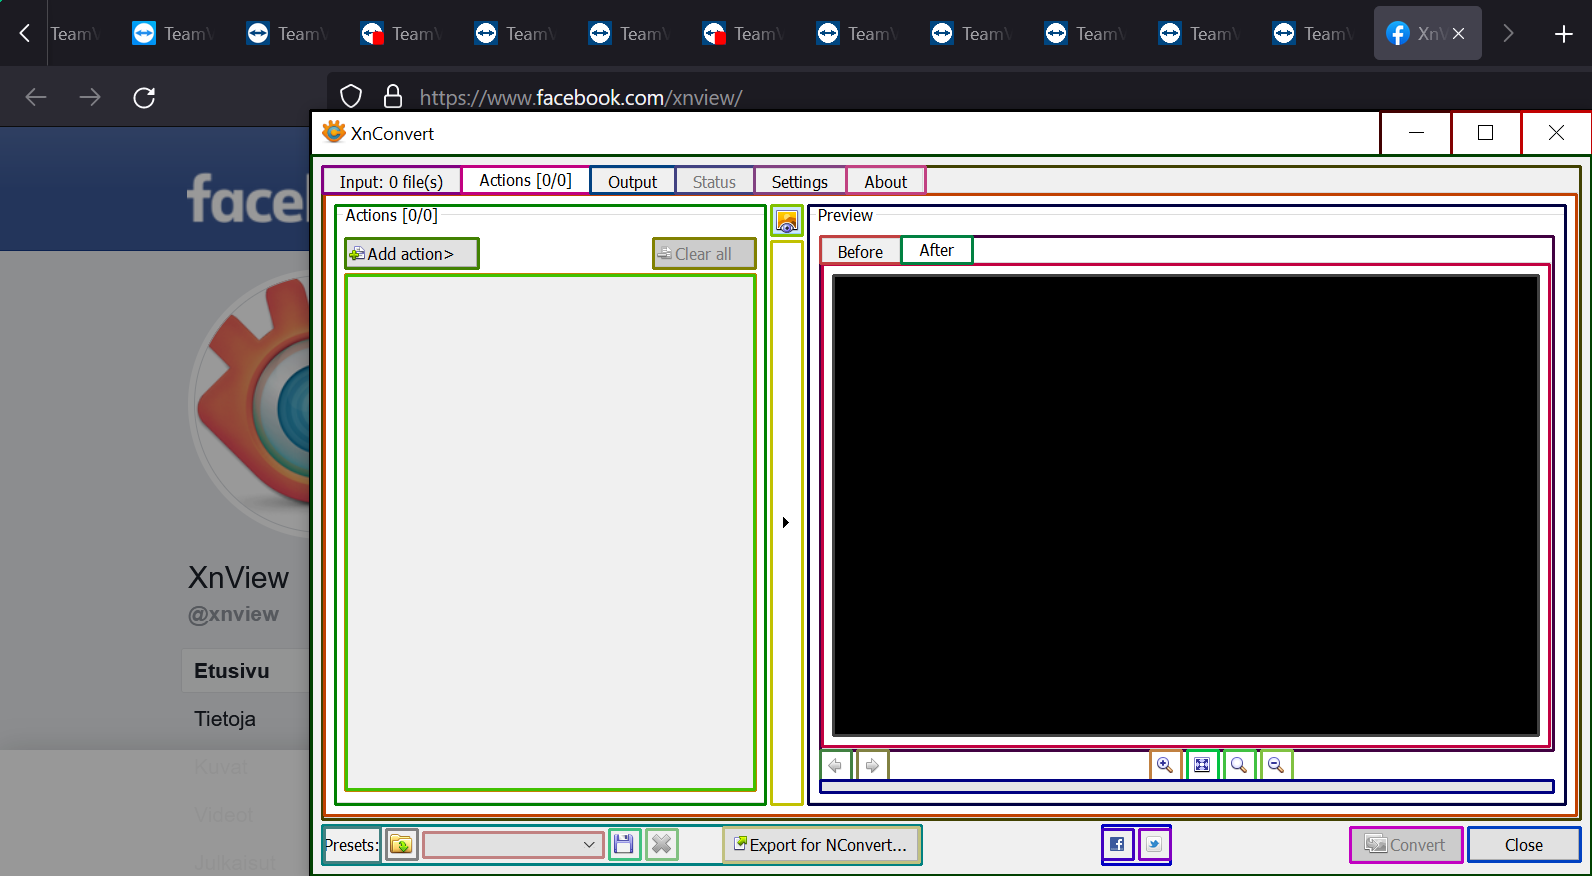 TeamV TeamV TeamV TeamV TeamV TeamV TeamV TeamV TeamV TeamV TeamV TeamV XnV
https://www.facebook.com/xnview/
XnConvert
Input: 0 file(s) Actions [0/0] Output Status Settings About
faceb
Actions [0/0] Preview
Add action> Clear all Before After
XnView
@xnview
Etusivu
Tietoja
Kuvat
Videot
Julkaisut
Presets: Export for NConvert... Convert Close